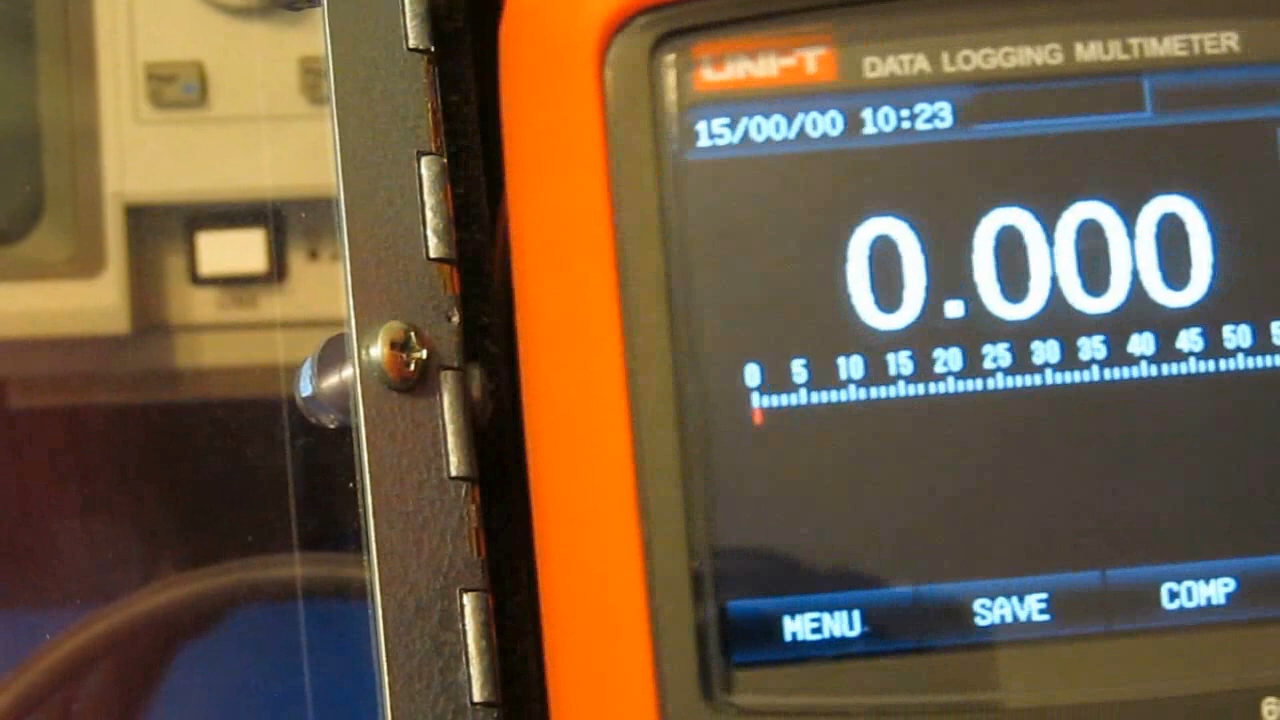 UNI-T DATA LOGGING MULTIMETER
15/00/00 10:23
0.000
0 5 10 15 20 25 30 35 40 45 50
MENU SAVE COMP